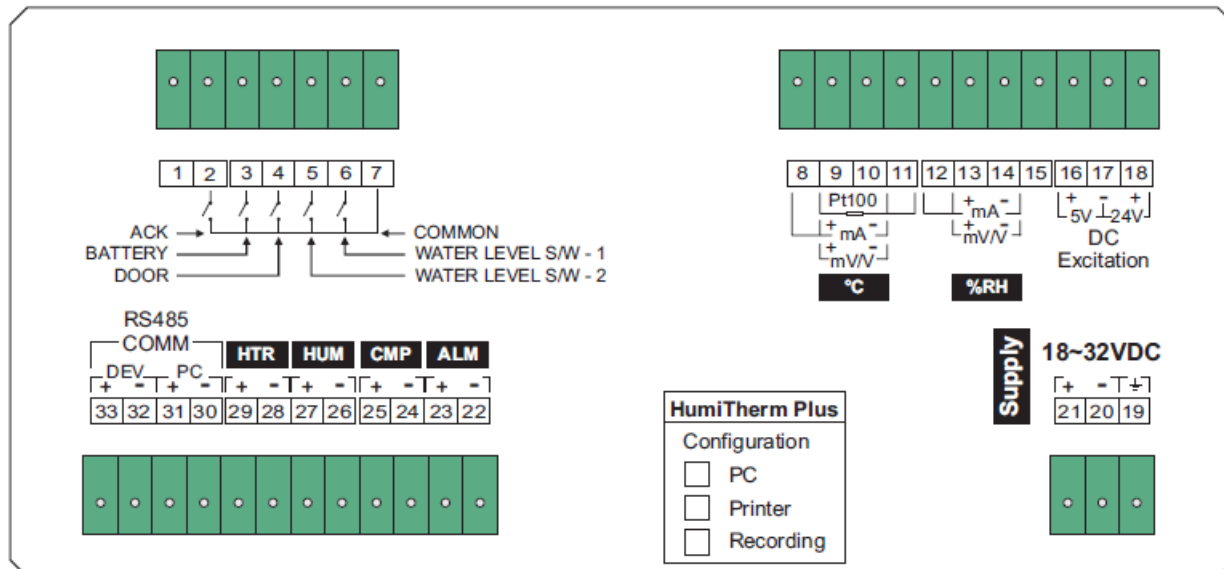 1 2 3 4 5 6 7
ACK
BATTERY
DOOR
COMMON
WATER LEVEL S/W - 1
WATER LEVEL S/W - 2
8 9 10 11 12 13 14 15 16 17 18
Pt100
+ mA -
+ mV/V -
°C
+ mA -
+ mV/V -
%RH
+ - +
5V 24V
DC
Excitation
RS485
COMM
DEV PC
HTR HUM CMP ALM
+ - + - + - + - + - + -
33 32 31 30 29 28 27 26 25 24 23 22
HumiTherm Plus
Configuration
PC
Printer
Recording
Supply
18~32VDC
+ - ⏚
21 20 19